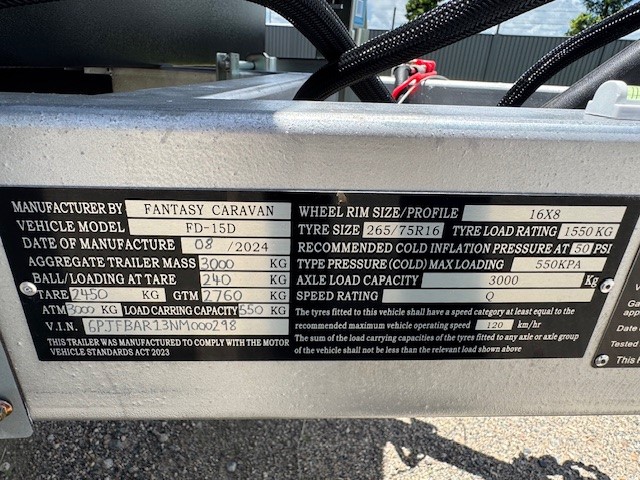 MANUFACTURER BY FANTASY CARAVAN
VEHICLE MODEL FD-15D
DATE OF MANUFACTURE 08 /2024
AGGREGATE TRAILER MASS 3000 KG
BALL/LOADING AT TARE 240 KG
TARE 2450 KG GTM 2760 KG
ATM 3000 KG LOAD CARRING CAPACITY 550 KG
V.I.N. 6PJFBAR13NM000298
THIS TRAILER WAS MANUFACTURED TO COMPLY WITH THE MOTOR
VEHICLE STANDARDS ACT 2023
WHEEL RIM SIZE/PROFILE 16X8
TYRE SIZE 265/75R16 TYRE LOAD RATING 1550 KG
RECOMMENDED COLD INFLATION PRESSURE AT 50 PSI
TYPE PRESSURE (COLD) MAX LOADING 550KPA
AXLE LOAD CAPACITY 3000 Kg
SPEED RATING Q
The tyres fitted to this vehicle shall have a speed category at least equal to the
recommended maximum vehicle operating speed 120 km/hr
The sum of the load carrying capacities of the tyres fitted to any axle or axle group
of the vehicle shall not be less than the relevant load shown above
Tested
This